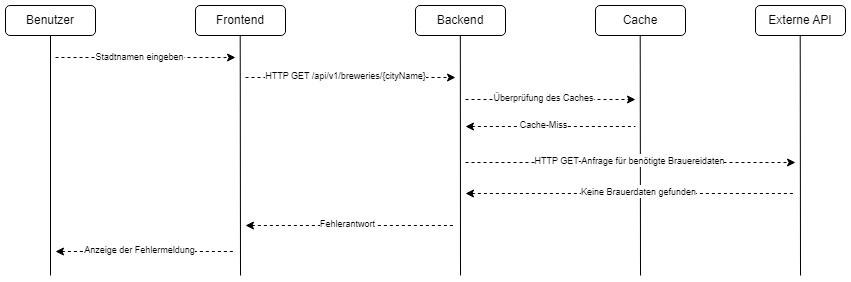 Benutzer
Frontend
Backend
Cache
Externe API
Stadtnamen eingeben
HTTP GET /api/v1/breweries/{cityName}
Überprüfung des Caches
Cache-Miss
HTTP GET-Anfrage für benötigte Brauereidaten
Keine Brauerdaten gefunden
Fehlerantwort
Anzeige der Fehlermeldung